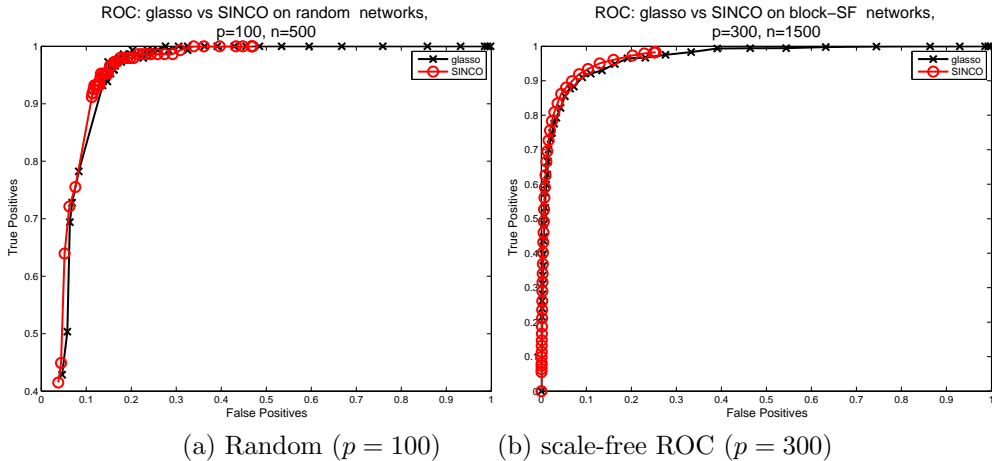 ROC: glasso vs SINCO on random networks,
p=100, n=500
1
0.9
0.8
0.7
0.6
0.5
0.4
True Positives
glasso
SINCO
0 0.1 0.2 0.3 0.4 0.5 0.6 0.7 0.8 0.9 1
False Positives
(a) Random (p = 100)
ROC: glasso vs SINCO on block−SF networks,
p=300, n=1500
1
0.9
0.8
0.7
0.6
0.5
0.4
0.3
0.2
0.1
0
True Positives
glasso
SINCO
0 0.1 0.2 0.3 0.4 0.5 0.6 0.7 0.8 0.9 1
False Positives
(b) scale-free ROC (p = 300)